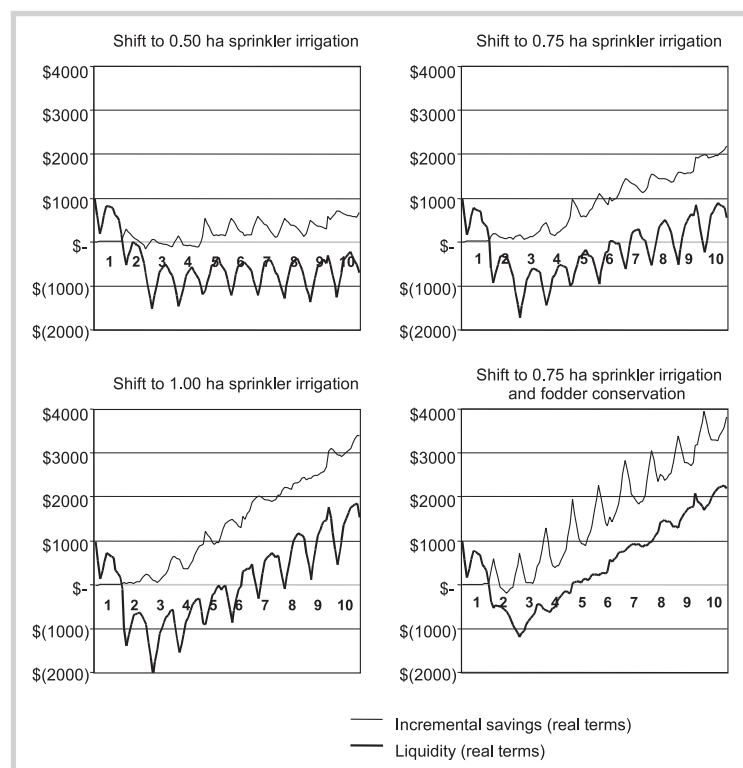 Shift to 0.50 ha sprinkler irrigation
$4000
$3000
$2000
$1000
$-
$(1000)
$(2000)
1 2 3 4 5 6 7 8 9 10
Shift to 0.75 ha sprinkler irrigation
$4000
$3000
$2000
$1000
$-
$(1000)
$(2000)
1 2 3 4 5 6 7 8 9 10
Shift to 1.00 ha sprinkler irrigation
$4000
$3000
$2000
$1000
$-
$(1000)
$(2000)
1 2 3 4 5 6 7 8 9 10
Shift to 0.75 ha sprinkler irrigation
and fodder conservation
$4000
$3000
$2000
$1000
$-
$(1000)
$(2000)
1 2 3 4 5 6 7 8 9 10
Incremental savings (real terms)
Liquidity (real terms)